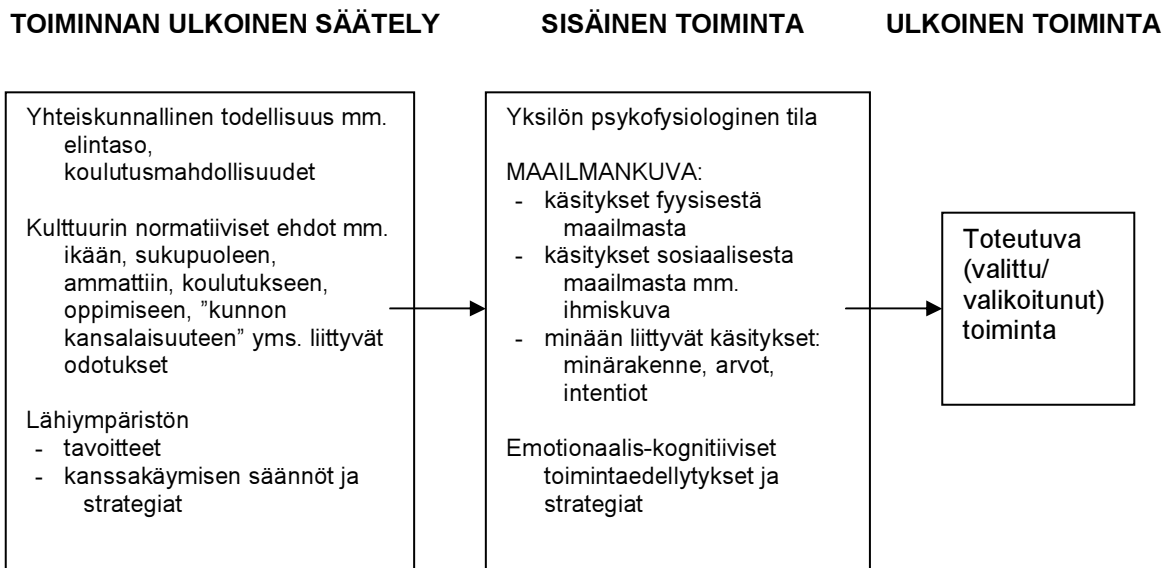 TOIMINNAN ULKOINEN SÄÄTELY
SISÄINEN TOIMINTA
ULKOINEN TOIMINTA
Yhteiskunnallinen todellisuus mm.
elintaso,
koulutusmahdollisuudet
Kulttuurin normatiiviset ehdot mm.
ikään, sukupuoleen,
ammattiin, koulutukseen,
oppimiseen, ”kunnon
kansalaisuuteen” yms. liittyvät
odotukset
Lähiympäristön
- tavoitteet
- kanssakäymisen säännöt ja
strategiat
Yksilön psykofysiologinen tila
MAAILMANKUVA:
- käsitykset fyysisestä
maailmasta
- käsitykset sosiaalisesta
maailmasta mm.
ihmiskuva
- minään liittyvät käsitykset:
minärakenne, arvot,
intentiot
Emotionaalis-kognitiiviset
toimintaedellytykset ja
strategiat
Toteutuva
(valittu/
valikoitunut)
toiminta